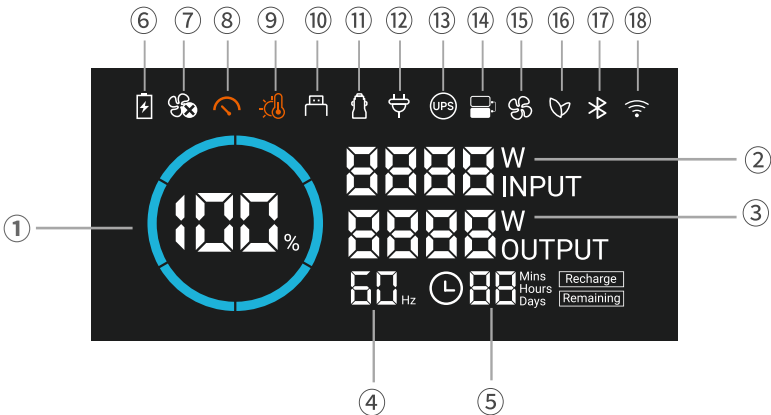 ⑥ ⑦ ⑧ ⑨ ⑩ ⑪ ⑫ ⑬ ⑭ ⑮ ⑯ ⑰ ⑱
UPS
8888 W
INPUT
②
①
100 %
8888 W
OUTPUT
③
60 Hz
88
Mins
Hours
Days
Recharge
Remaining
④ ⑤